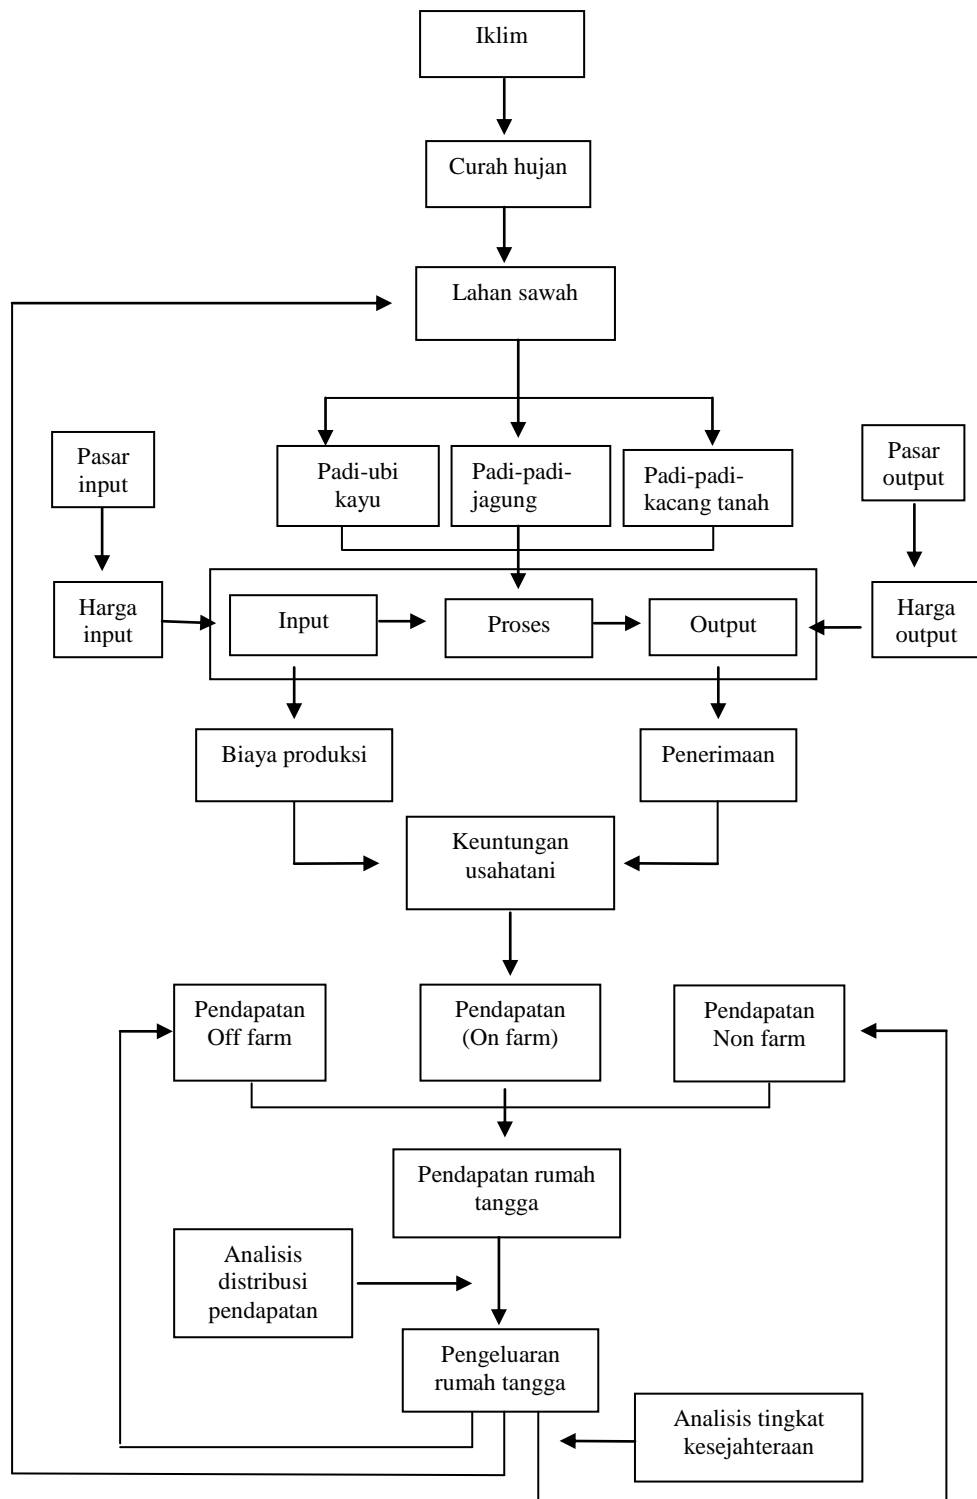 Iklim
Curah hujan
Lahan sawah
Pasar
input
Padi-ubi
kayu
Padi-padi-
jagung
Padi-padi-
kacang tanah
Pasar
output
Harga
input
Input
Proses
Output
Harga
output
Biaya produksi
Penerimaan
Keuntungan
usahatani
Pendapatan
Off farm
Pendapatan
(On farm)
Pendapatan
Non farm
Pendapatan rumah
tangga
Analisis
distribusi
pendapatan
Pengeluaran
rumah tangga
Analisis tingkat
kesejahteraan